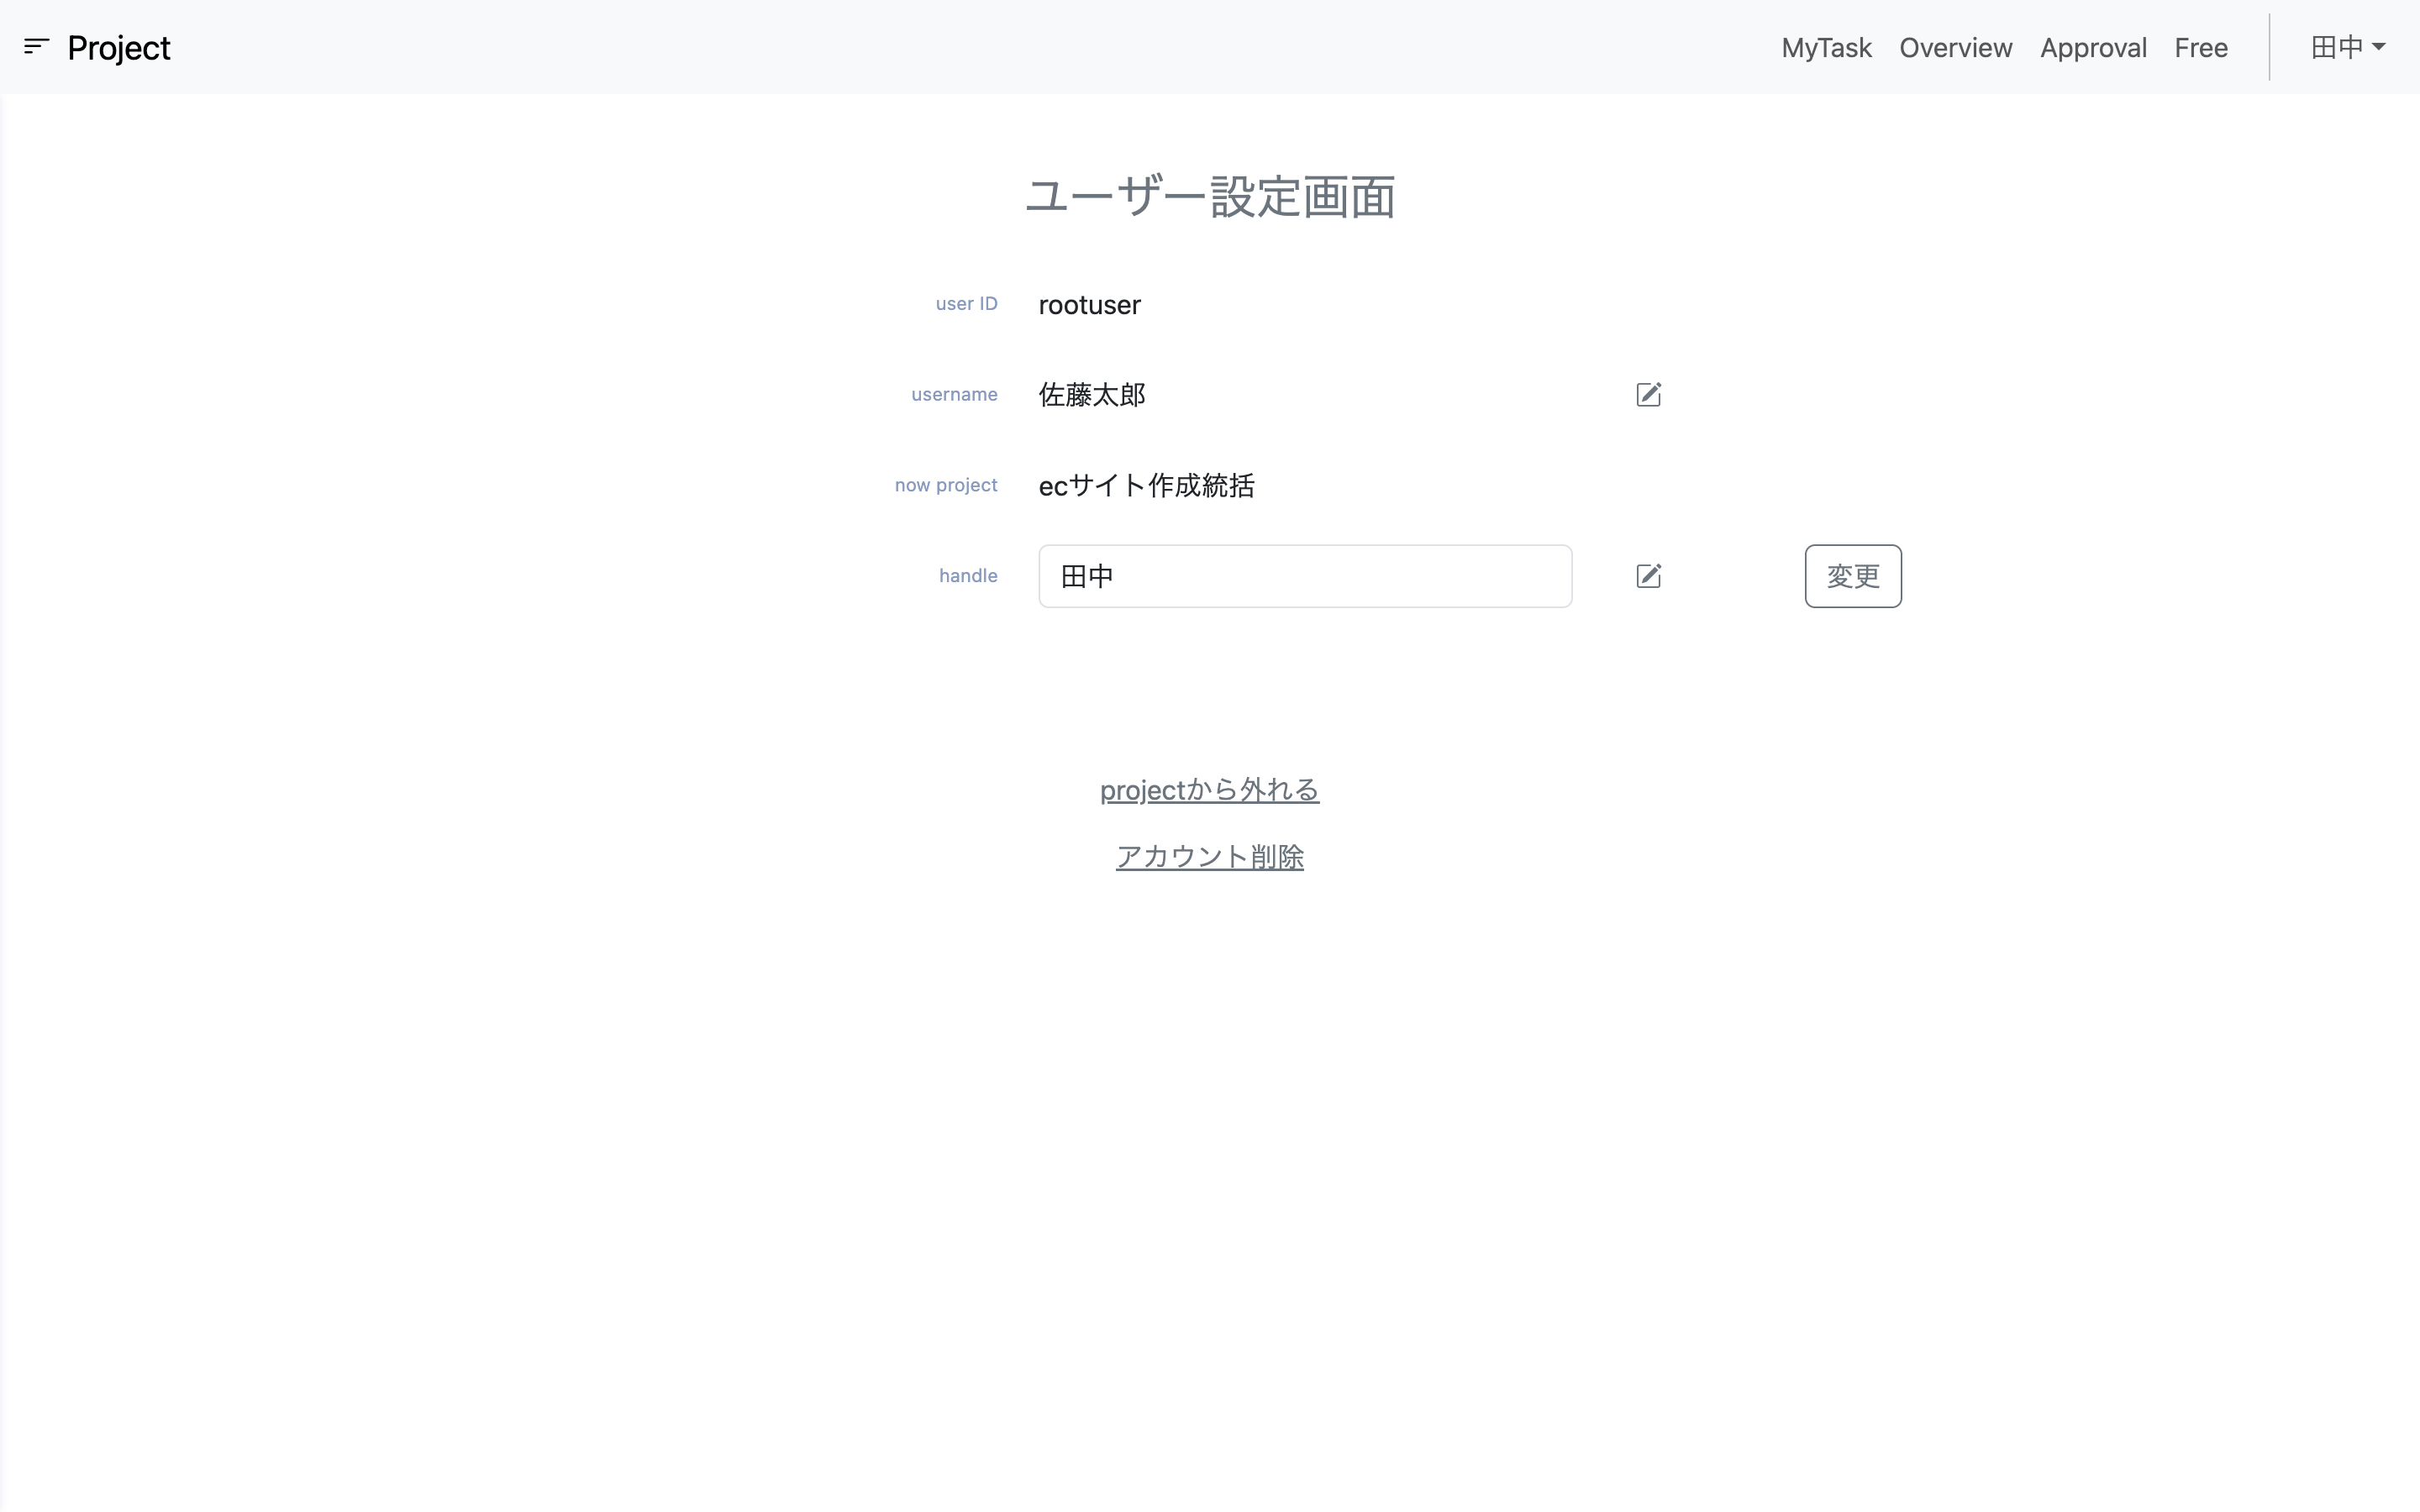 Project MyTask Overview Approval Free 田中
ユーザー設定画面
user ID rootuser
username 佐藤太郎
now project ecサイト作成統括
handle 田中 変更
projectから外れる
アカウント削除